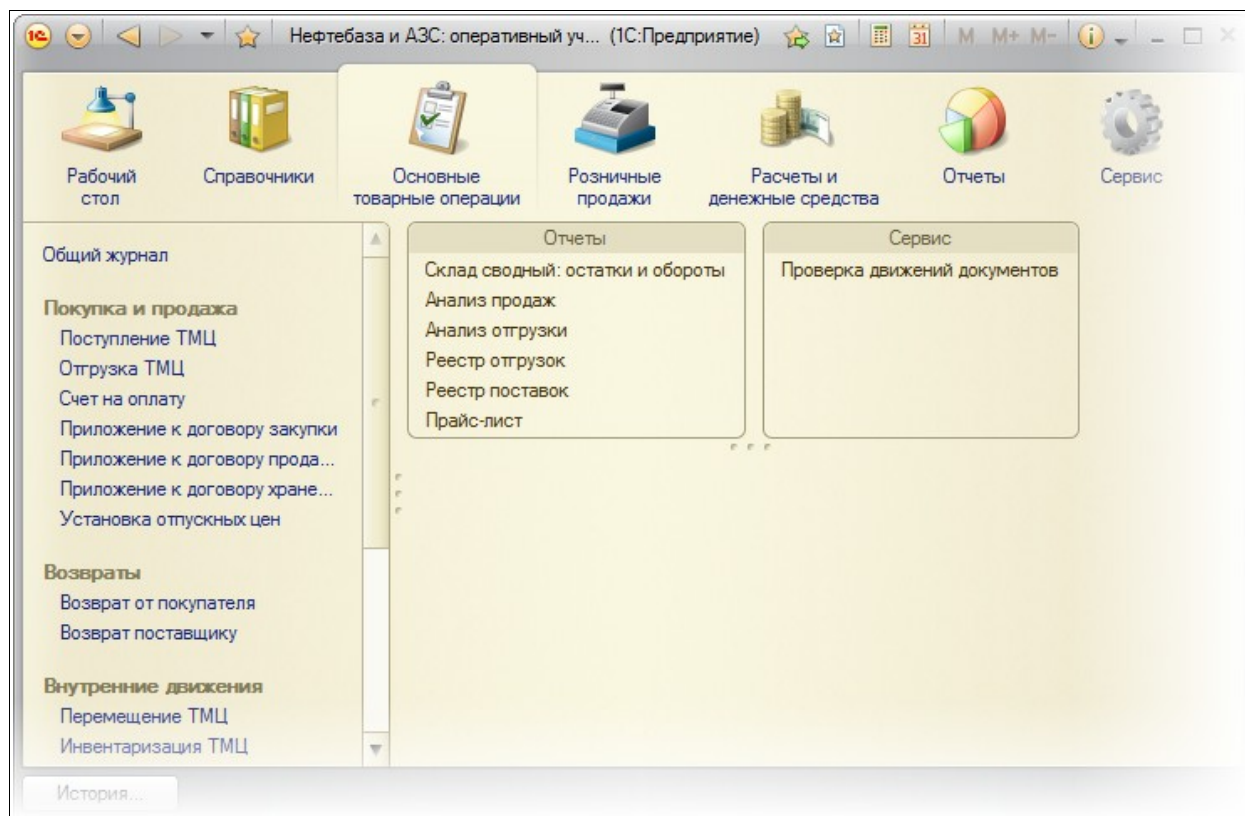 1С Нефтебаза и АЗС: оперативный уч... (1С:Предприятие) 31 M M+ M-
Рабочий
стол
Справочники
Основные
товарные операции
Розничные
продажи
Расчеты и
денежные средства
Отчеты
Сервис
Общий журнал
Покупка и продажа
Поступление ТМЦ
Отгрузка ТМЦ
Счет на оплату
Приложение к договору закупки
Приложение к договору прода...
Приложение к договору хране...
Установка отпускных цен
Возвраты
Возврат от покупателя
Возврат поставщику
Внутренние движения
Перемещение ТМЦ
Инвентаризация ТМЦ
Отчеты
Склад сводный: остатки и обороты
Анализ продаж
Анализ отгрузки
Реестр отгрузок
Реестр поставок
Прайс-лист
Сервис
Проверка движений документов
История...